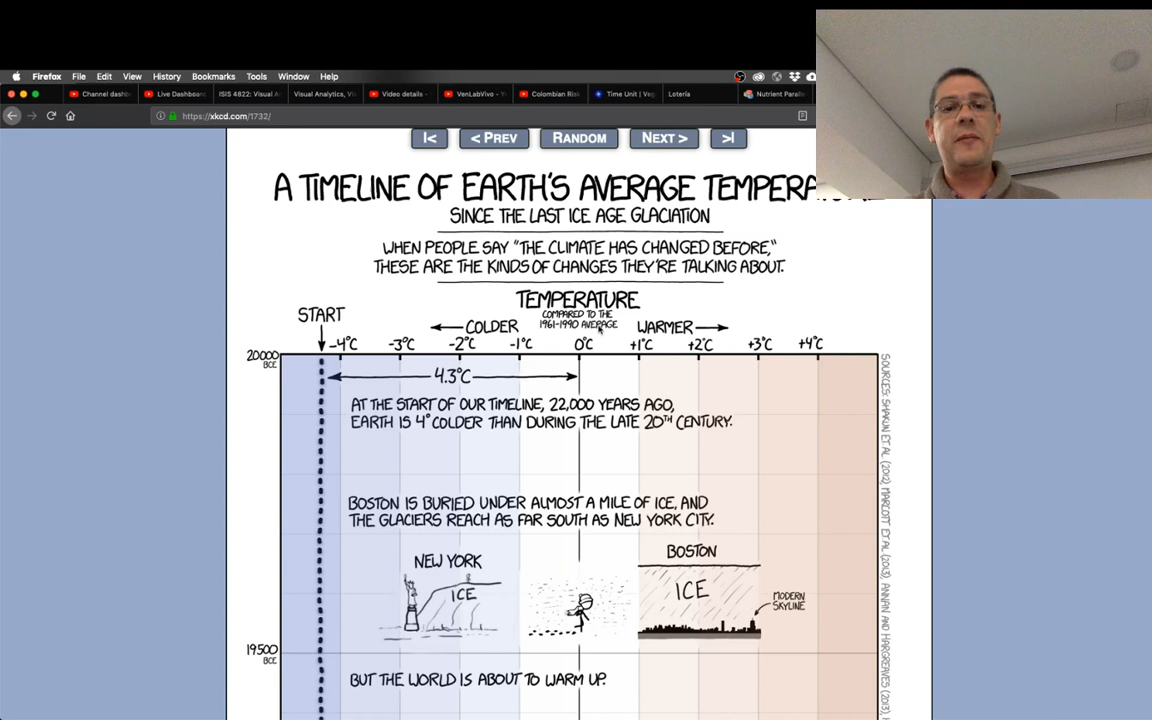 Firefox File Edit View History Bookmarks Tools Window Help
Channel dashb
Live Dashboard
ISIS 4822: Visual A
Visual Analytics, Vi
Video details -
VenLabVivo - Y
Colombian Ris
Time Unit | Veg
Lotería
Nutrient Parall
https://xkcd.com/1732/
|< < PREV RANDOM NEXT > >|
A TIMELINE OF EARTH'S AVERAGE
SINCE THE LAST ICE AGE GLACIATION
WHEN PEOPLE SAY "THE CLIMATE HAS CHANGED BEFORE,"
THESE ARE THE KINDS OF CHANGES THEY'RE TALKING ABOUT.
TEMPERATURE
COMPARED TO THE
1961-1990 AVERAGE
START
COLDER WARMER
-4°C -3°C -2°C -1°C 0°C +1°C +2°C +3°C +4°C
20000
BCE
4.3°C
AT THE START OF OUR TIMELINE, 22,000 YEARS AGO,
EARTH IS 4° COLDER THAN DURING THE LATE 20TH CENTURY.
BOSTON IS BURIED UNDER ALMOST A MILE OF ICE, AND
THE GLACIERS REACH AS FAR SOUTH AS NEW YORK CITY.
NEW YORK
ICE
BOSTON
ICE
MODERN
SKYLINE
19500
BCE
BUT THE WORLD IS ABOUT TO WARM UP.
SOURCES: SHAKUN ET AL (2012), MARCOTT ET AL (2013), ANNAN AND HARGREAVES (2013),